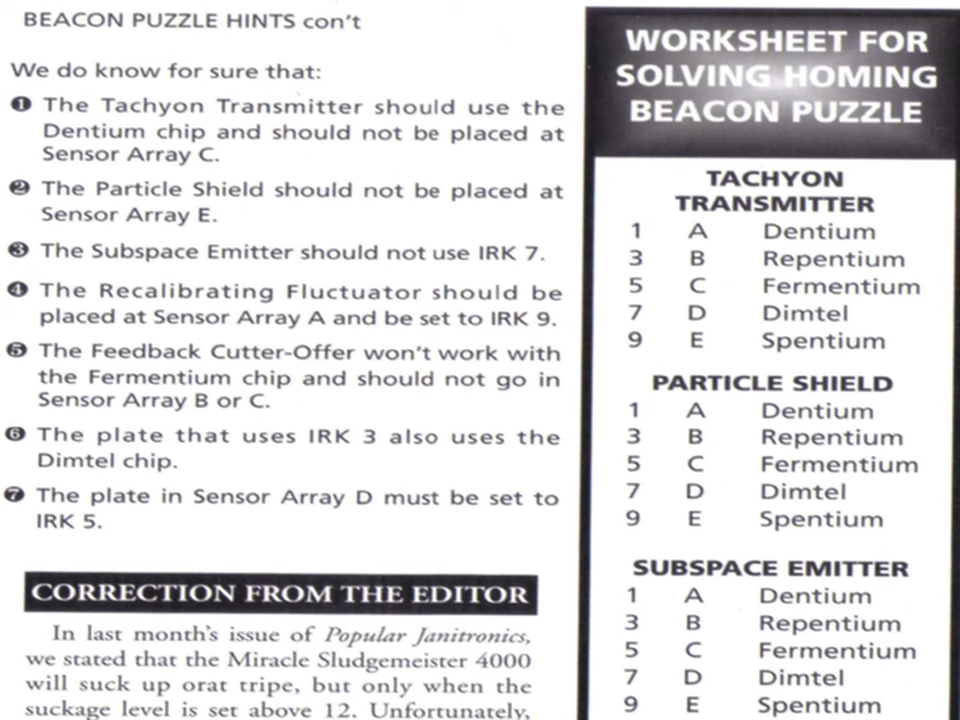 BEACON PUZZLE HINTS con't
We do know for sure that:
❶ The Tachyon Transmitter should use the
Dentium chip and should not be placed at
Sensor Array C.
❷ The Particle Shield should not be placed at
Sensor Array E.
❸ The Subspace Emitter should not use IRK 7.
❹ The Recalibrating Fluctuator should be
placed at Sensor Array A and be set to IRK 9.
❺ The Feedback Cutter-Offer won't work with
the Fermentium chip and should not go in
Sensor Array B or C.
❻ The plate that uses IRK 3 also uses the
Dimtel chip.
❼ The plate in Sensor Array D must be set to
IRK 5.
CORRECTION FROM THE EDITOR
In last month's issue of Popular Janitronics,
we stated that the Miracle Sludgemeister 4000
will suck up orat tripe, but only when the
suckage level is set above 12. Unfortunately,
WORKSHEET FOR
SOLVING HOMING
BEACON PUZZLE
TACHYON
TRANSMITTER
1 A Dentium
3 B Repentium
5 C Fermentium
7 D Dimtel
9 E Spentium
PARTICLE SHIELD
1 A Dentium
3 B Repentium
5 C Fermentium
7 D Dimtel
9 E Spentium
SUBSPACE EMITTER
1 A Dentium
3 B Repentium
5 C Fermentium
7 D Dimtel
9 E Spentium